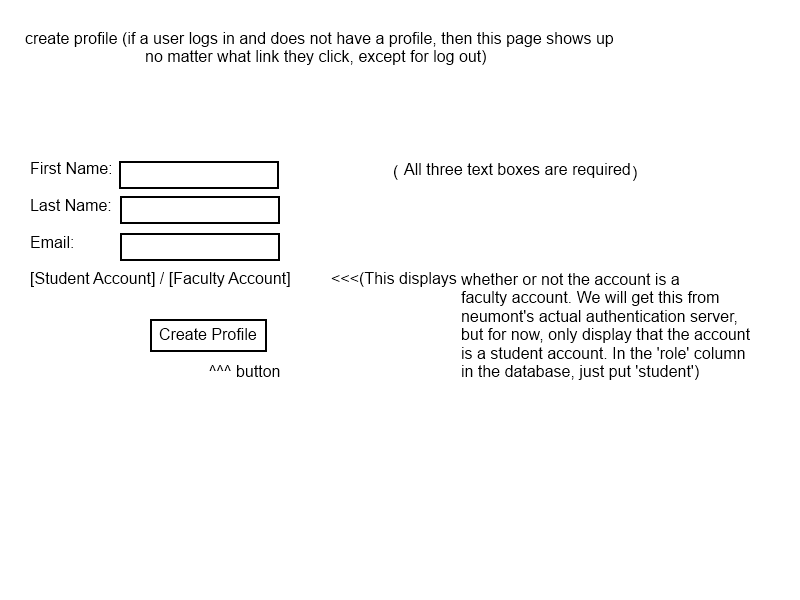 create profile (if a user logs in and does not have a profile, then this page shows up
no matter what link they click, except for log out)
First Name:
( All three text boxes are required )
Last Name:
Email:
[Student Account] / [Faculty Account]
<<<(This displays whether or not the account is a
faculty account. We will get this from
neumont's actual authentication server,
but for now, only display that the account
is a student account. In the 'role' column
in the database, just put 'student')
Create Profile
^^^ button